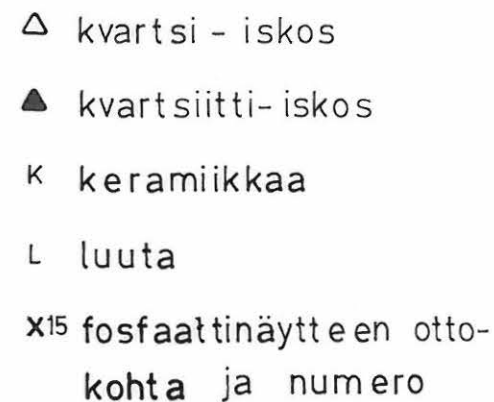 △ kvartsi - iskos
▲ kvartsiitti- iskos
K keramiikkaa
L luuta
X15 fosfaattinäytteen otto-
kohta ja numero